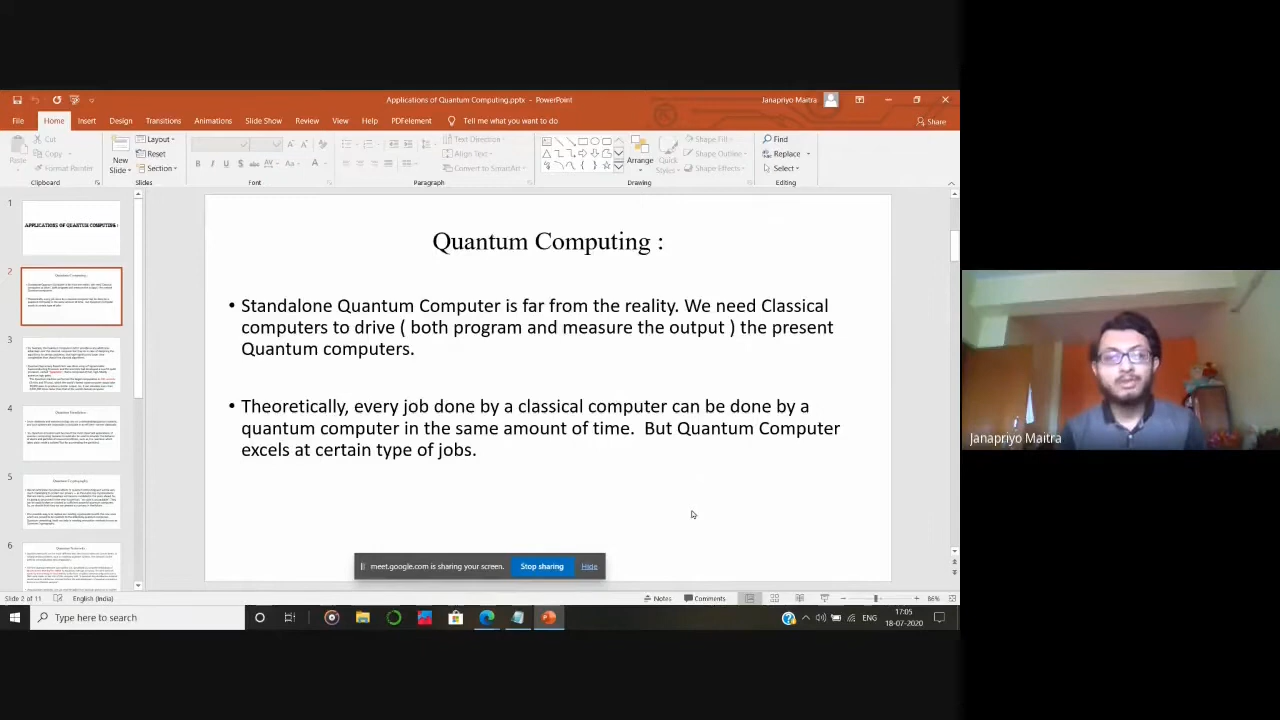 Applications of Quantum Computing.pptx - PowerPoint
Janapriyo Maitra
File Home Insert Design Transitions Animations Slide Show Review View Help PDFelement Tell me what you want to do
Share
Paste
Cut
Copy
Format Painter
Clipboard
New
Slide
Layout
Reset
Section
Slides
Font
Text Direction
Align Text
Convert to SmartArt
Paragraph
Arrange
Quick
Styles
Shape Fill
Shape Outline
Shape Effects
Drawing
Find
Replace
Select
Editing
1
APPLICATIONS OF QUANTUM COMPUTING :
2
3
4
5
6
Quantum Computing :
• Standalone Quantum Computer is far from the reality. We need Classical
computers to drive ( both program and measure the output ) the present
Quantum computers.
• Theoretically, every job done by a classical computer can be done by a
quantum computer in the same amount of time. But Quantum Computer
excels at certain type of jobs.
meet.google.com is sharing your screen. Stop sharing Hide
Janapriyo Maitra
Slide 2 of 11 English (India) Notes Comments 86%
Type here to search
ENG
17:05
18-07-2020